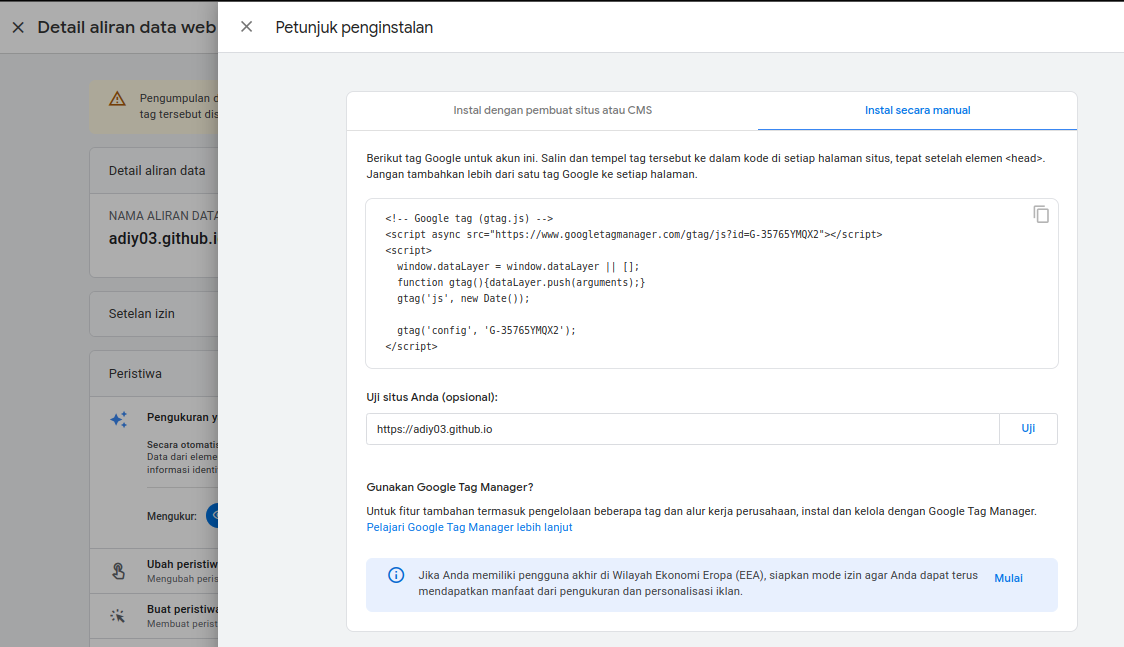 Detail aliran data web
Pengumpulan
tag tersebut
Detail aliran data
NAMA ALIRAN DATA
adiy03.github.i
Setelan izin
Peristiwa
Pengukuran
Secara otomatis
Data dari eleme
informasi identi
Mengukur:
Ubah peristiw
Mengubah peris
Buat peristiwa
Membuat perist
Petunjuk penginstalan
Instal dengan pembuat situs atau CMS
Instal secara manual
Berikut tag Google untuk akun ini. Salin dan tempel tag tersebut ke dalam kode di setiap halaman situs, tepat setelah elemen <head>.
Jangan tambahkan lebih dari satu tag Google ke setiap halaman.
<!-- Google tag (gtag.js) -->
<script async src="https://www.googletagmanager.com/gtag/js?id=G-35765YMQX2"></script>
<script>
  window.dataLayer = window.dataLayer || [];
  function gtag(){dataLayer.push(arguments);}
  gtag('js', new Date());
  gtag('config', 'G-35765YMQX2');
</script>
Uji situs Anda (opsional):
https://adiy03.github.io
Uji
Gunakan Google Tag Manager?
Untuk fitur tambahan termasuk pengelolaan beberapa tag dan alur kerja perusahaan, instal dan kelola dengan Google Tag Manager.
Pelajari Google Tag Manager lebih lanjut
Jika Anda memiliki pengguna akhir di Wilayah Ekonomi Eropa (EEA), siapkan mode izin agar Anda dapat terus
mendapatkan manfaat dari pengukuran dan personalisasi iklan.
Mulai